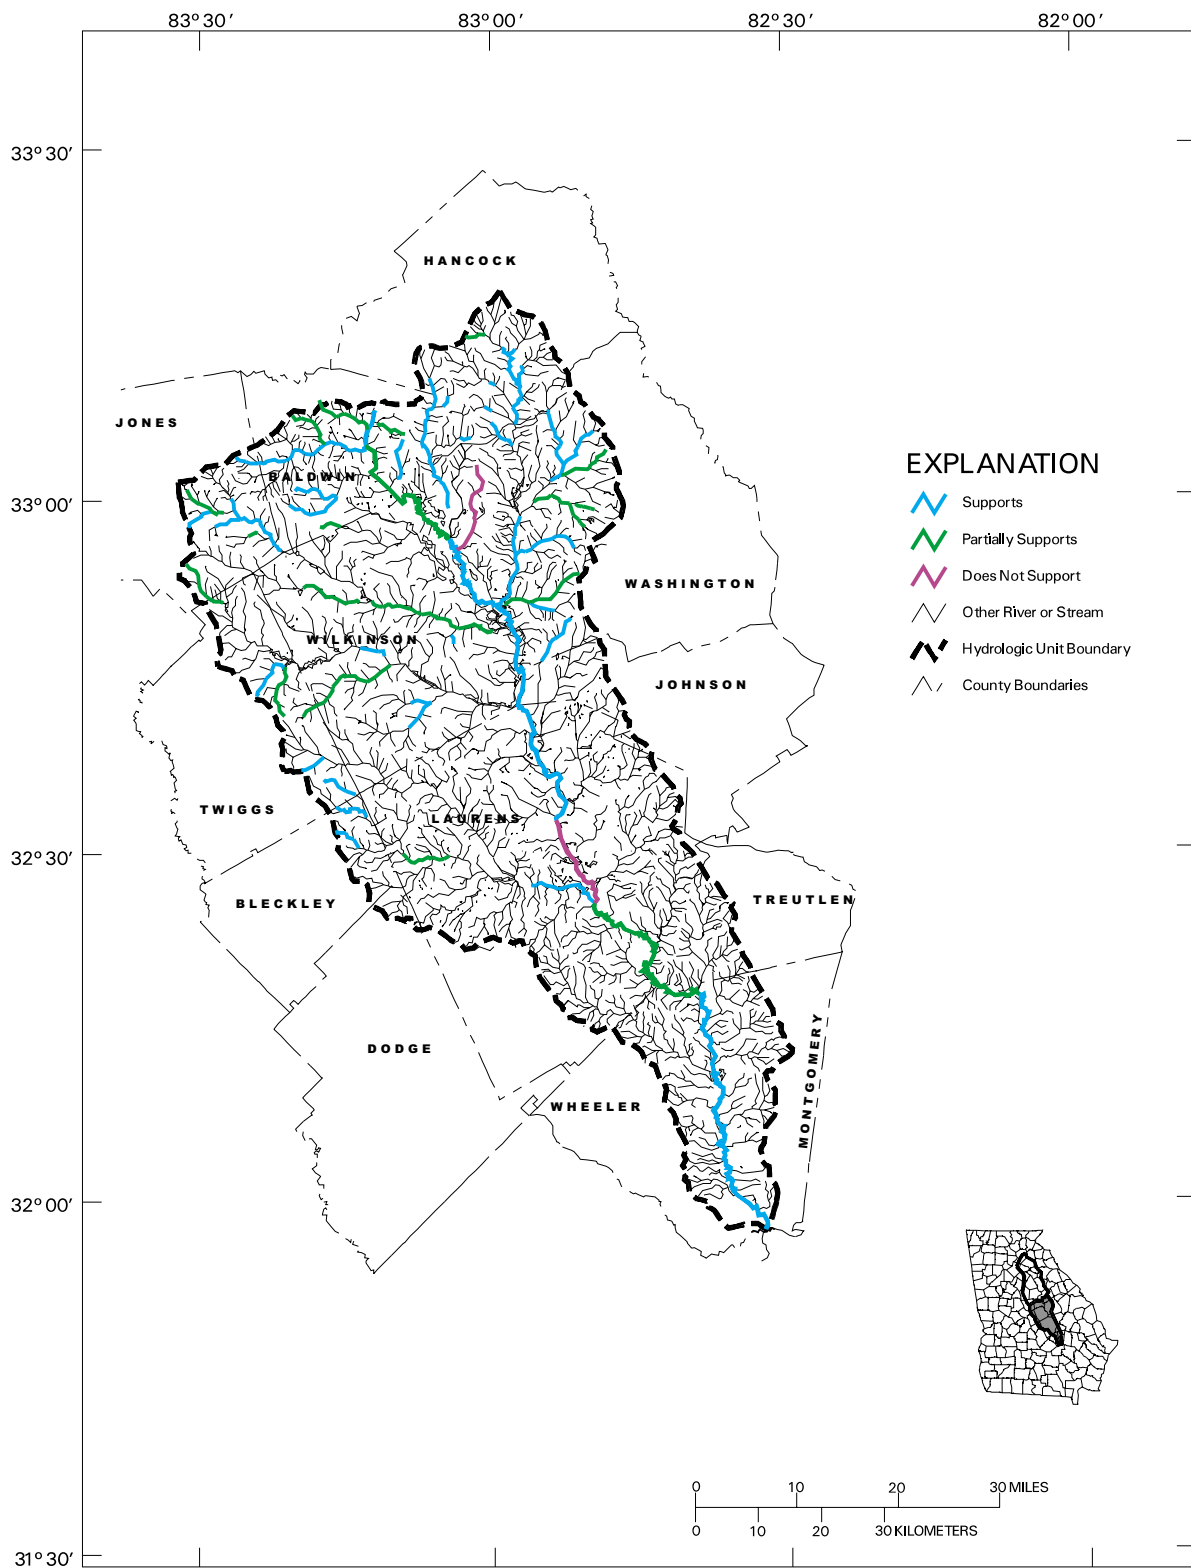 83°30′ 83°00′ 82°30′ 82°00′
33°30′
HANCOCK
JONES
EXPLANATION
BALDWIN
33°00′
Supports
Partially Supports
Does Not Support
WASHINGTON
Other River or Stream
WILKINSON
Hydrologic Unit Boundary
JOHNSON
County Boundaries
TWIGGS
LAURENS
32°30′
BLECKLEY
TREUTLEN
DODGE
MONTGOMERY
WHEELER
32°00′
0 10 20 30 MILES
0 10 20 30 KILOMETERS
31°30′